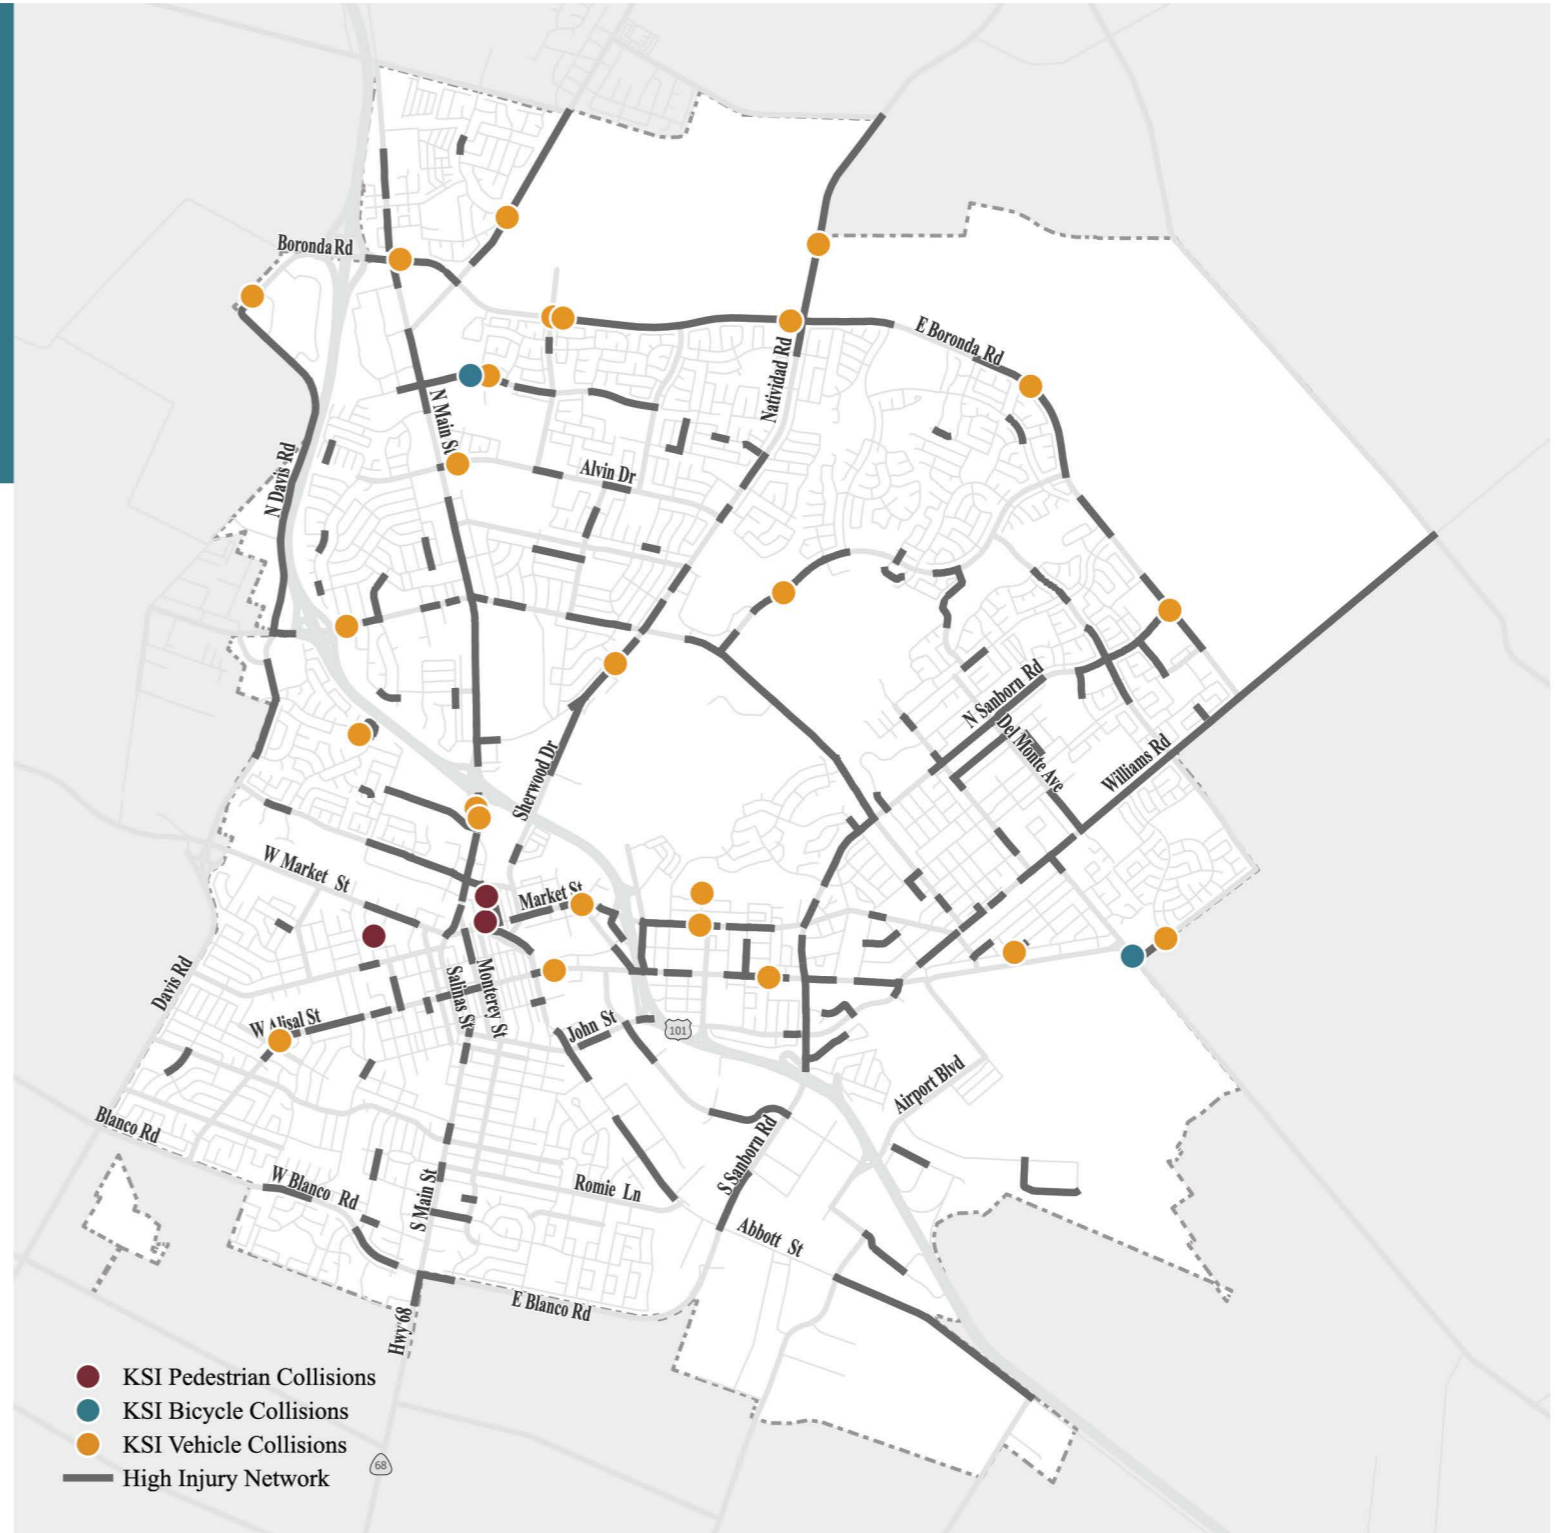 Boronda Rd
E Boronda Rd
Natividad Rd
N Main St
N Davis Rd
Alvin Dr
N Sanborn Rd
Del Monte Ave
Williams Rd
Sherwood Dr
W Market St
Market St
Davis Rd
Salinas St
Monterey St
W Alisal St
John St
101
Airport Blvd
Blanco Rd
S Sanborn Rd
W Blanco Rd
S Main St
Romie Ln
Abbott St
E Blanco Rd
Hwy 68
KSI Pedestrian Collisions
KSI Bicycle Collisions
KSI Vehicle Collisions
68
High Injury Network